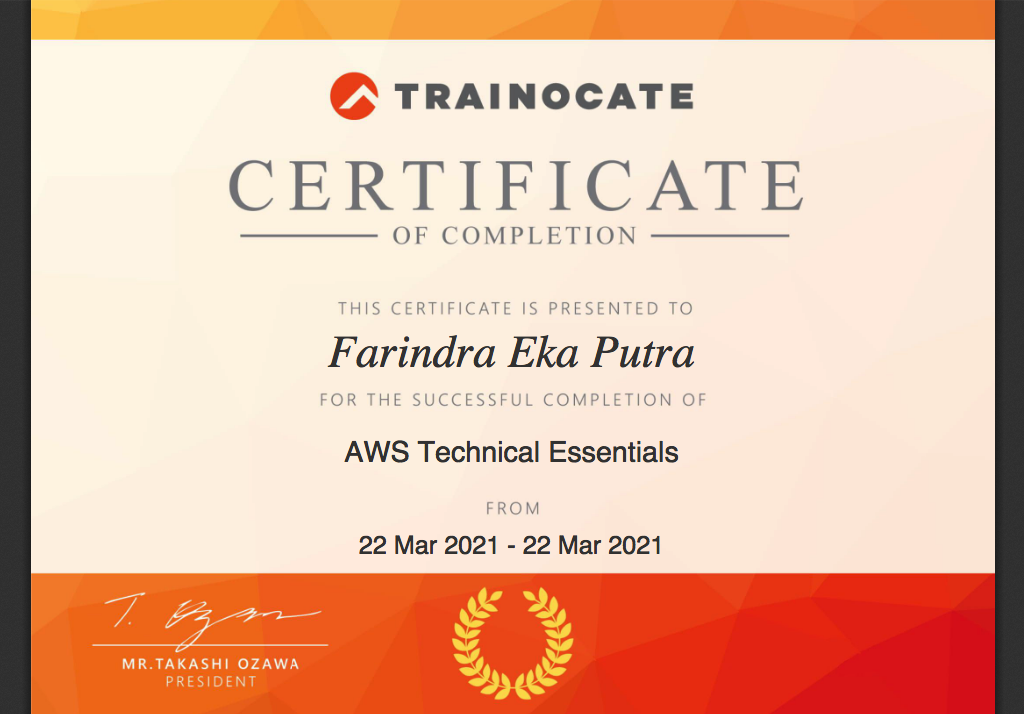 TRAINOCATE
CERTIFICATE
OF COMPLETION
THIS CERTIFICATE IS PRESENTED TO
Farindra Eka Putra
FOR THE SUCCESSFUL COMPLETION OF
AWS Technical Essentials
FROM
22 Mar 2021 - 22 Mar 2021
T. Ozawa
MR.TAKASHI OZAWA
PRESIDENT